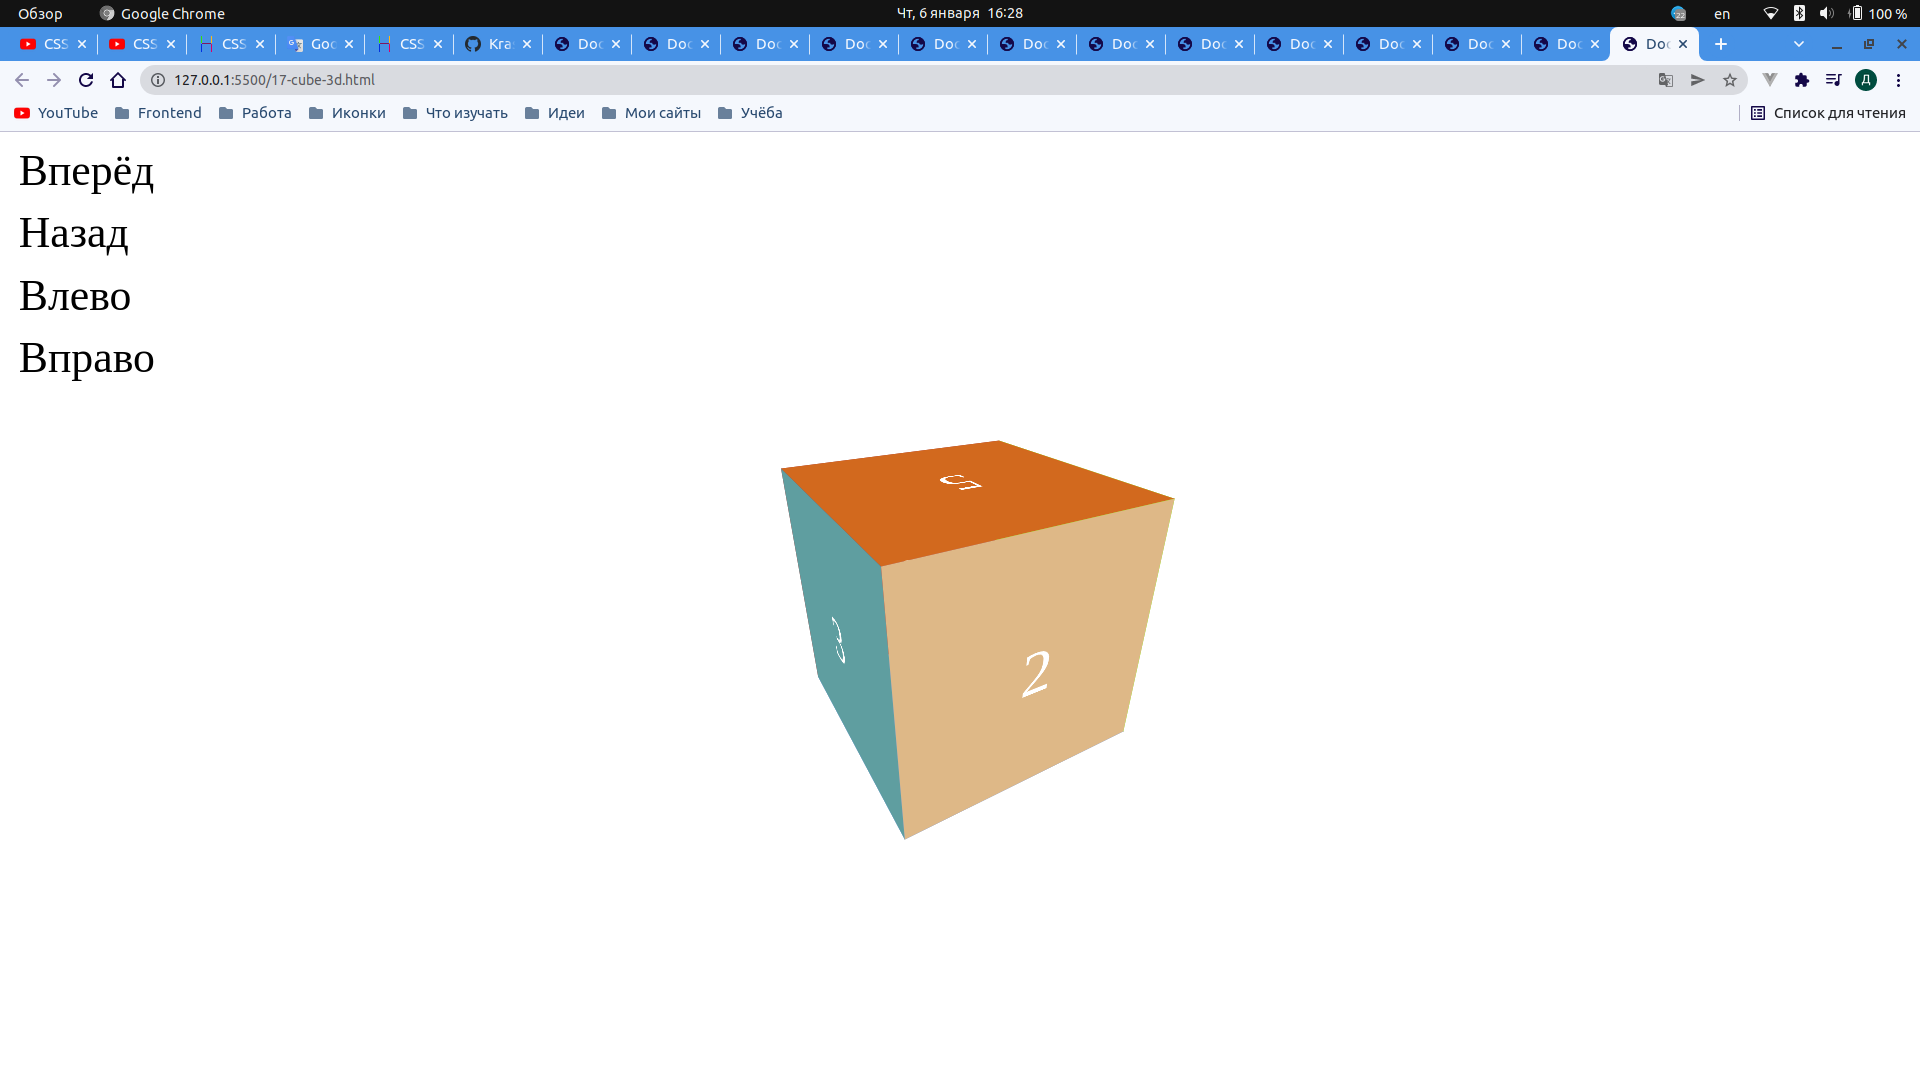 Обзор Google Chrome Чт, 6 января 16:28 en 100 %
CSS CSS CSS Goo CSS Kra Doc Doc Doc Doc Doc Doc Doc Doc Doc Doc Doc Doc Doc
127.0.0.1:5500/17-cube-3d.html Д
YouTube Frontend Работа Иконки Что изучать Идеи Мои сайты Учёба Список для чтения
Вперёд
Назад
Влево
Вправо
5
3
2